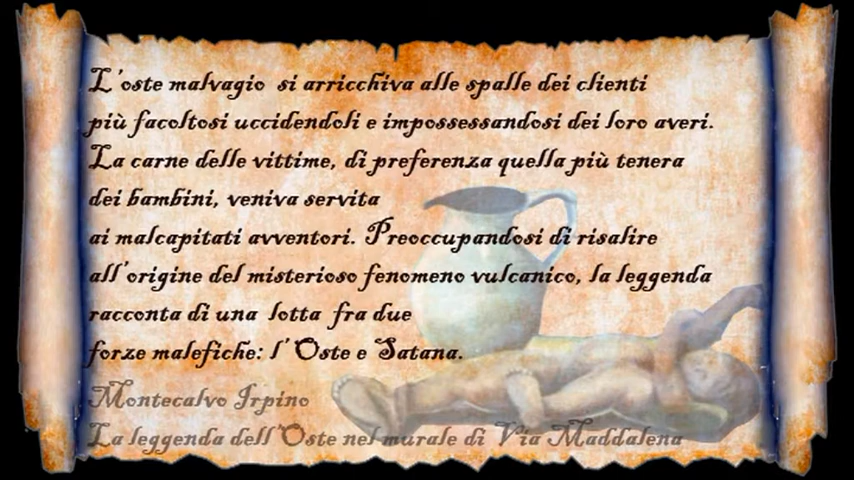 L'oste malvagio si arricchiva alle spalle dei clienti
più facoltosi uccidendoli e impossessandosi dei loro averi.
La carne delle vittime, di preferenza quella più tenera
dei bambini, veniva servita
ai malcapitati avventori. Preoccupandosi di risalire
all'origine del misterioso fenomeno vulcanico, la leggenda
racconta di una lotta fra due
forze malefiche: l'Oste e Satana.
Montecalvo Irpino
La leggenda dell'Oste nel murale di Via Maddalena